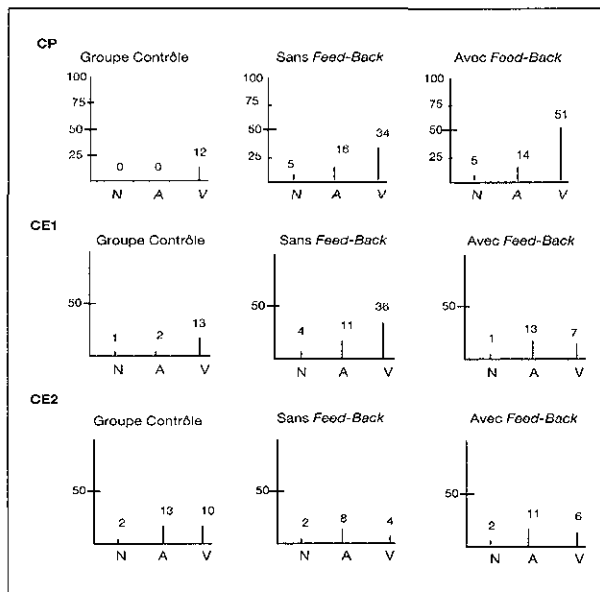 CP
Groupe Contrôle
Sans Feed-Back
Avec Food-Back
100
75
50
25
0
0
12
N A V
100
75
50
25
5
16
34
N A V
100
75
50
25
5
14
51
N A V
CE1
Groupe Contrôle
Sans Feed-Back
Avec Feed-Back
50
1
2
13
N A V
50
4
11
36
N A V
50
1
13
7
N A V
CE2
Groupe Contrôle
Sans Feed-Back
Avec Feed-Back
50
2
13
10
N A V
50
2
8
4
N A V
50
2
11
6
N A V